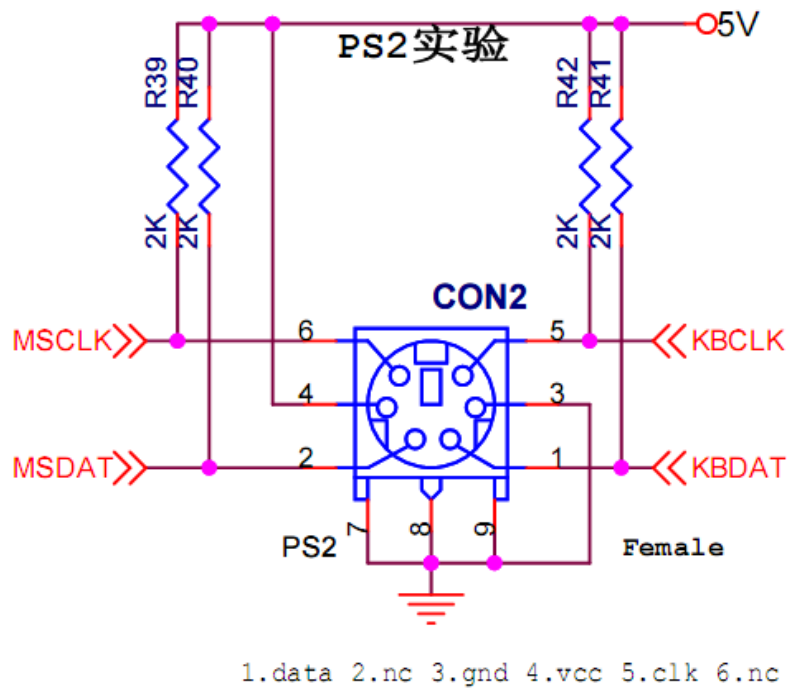 5V
PS2实验
R39
R40
R42
R41
2K
2K
2K
2K
CON2
MSCLK
6
5
KBCLK
4
3
MSDAT
2
1
KBDAT
7
8
9
PS2
Female
1.data 2.nc 3.gnd 4.vcc 5.clk 6.nc